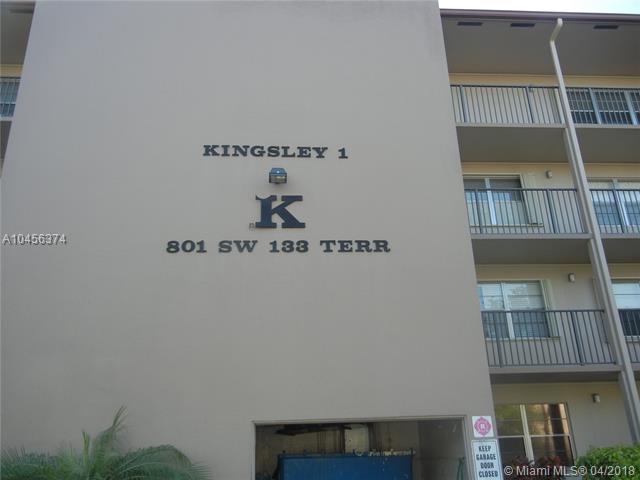 KINGSLEY 1
K
801 SW 133 TERR
A10456374
KEEP
GARAGE
DOOR
CLOSED
©Miami MLS® 04/2018